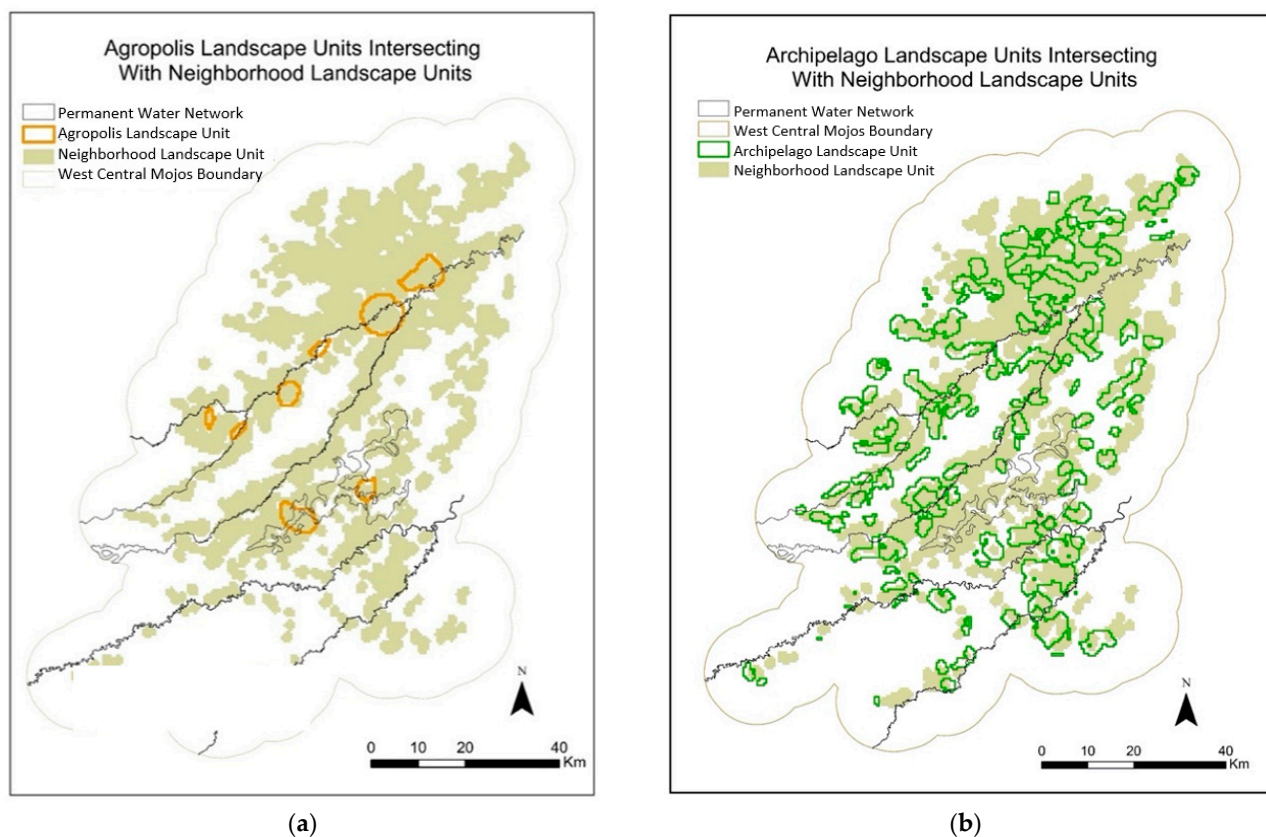 Agropolis Landscape Units Intersecting
With Neighborhood Landscape Units
Permanent Water Network
Agropolis Landscape Unit
Neighborhood Landscape Unit
West Central Mojos Boundary
N
0 10 20 40
Km
(a)
Archipelago Landscape Units Intersecting
With Neighborhood Landscape Units
Permanent Water Network
West Central Mojos Boundary
Archipelago Landscape Unit
Neighborhood Landscape Unit
N
0 10 20 40
Km
(b)